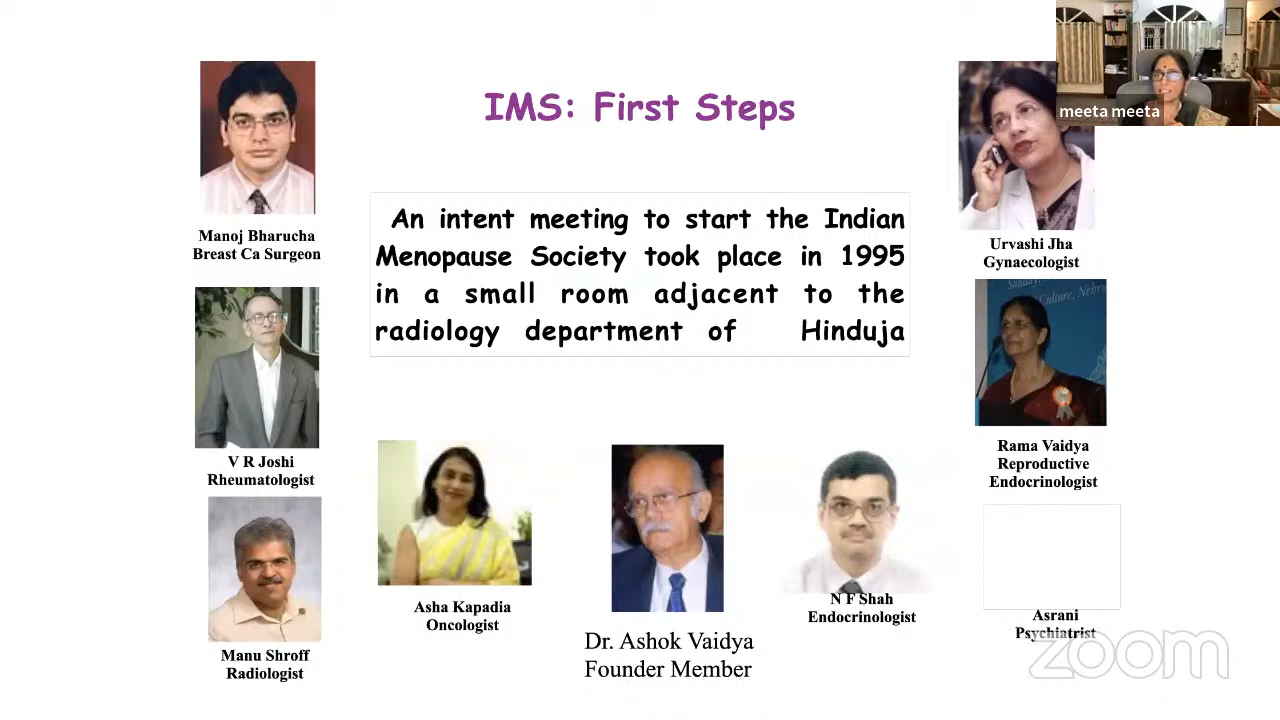 IMS: First Steps
meeta meeta
An intent meeting to start the Indian
Menopause Society took place in 1995
in a small room adjacent to the
radiology department of Hinduja
Manoj Bharucha
Breast Ca Surgeon
Urvashi Jha
Gynaecologist
V R Joshi
Rheumatologist
Rama Vaidya
Reproductive
Endocrinologist
Manu Shroff
Radiologist
Asha Kapadia
Oncologist
Dr. Ashok Vaidya
Founder Member
N F Shah
Endocrinologist
Asrani
Psychiatrist
zoom